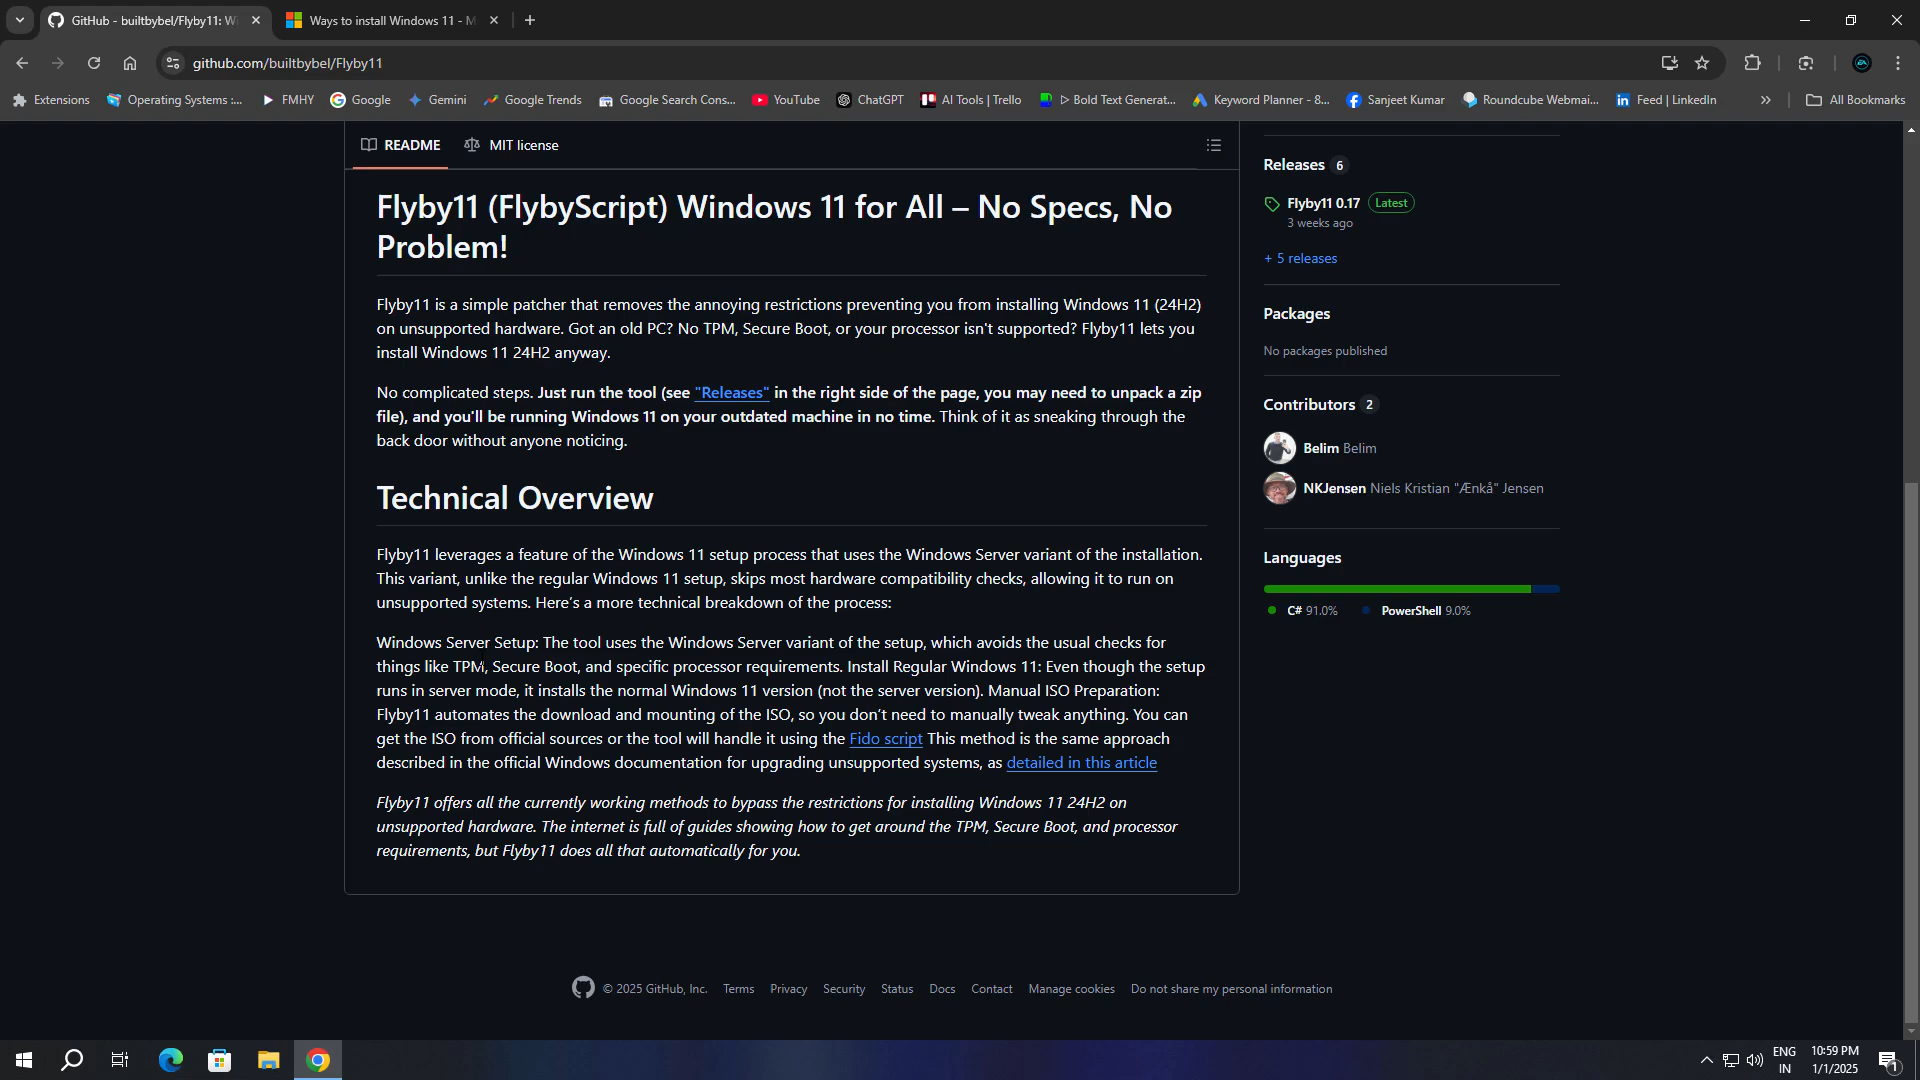 GitHub - builtbybel/Flyby11: W
Ways to install Windows 11 - M
github.com/builtbybel/Flyby11
Extensions
Operating Systems :...
FMHY
Google
Gemini
Google Trends
Google Search Cons...
YouTube
ChatGPT
AI Tools | Trello
Bold Text Generat...
Keyword Planner - 8...
Sanjeet Kumar
Roundcube Webmai...
Feed | LinkedIn
All Bookmarks
README
MIT license
Flyby11 (FlybyScript) Windows 11 for All – No Specs, No
Problem!
Flyby11 is a simple patcher that removes the annoying restrictions preventing you from installing Windows 11 (24H2)
on unsupported hardware. Got an old PC? No TPM, Secure Boot, or your processor isn't supported? Flyby11 lets you
install Windows 11 24H2 anyway.
No complicated steps. Just run the tool (see "Releases" in the right side of the page, you may need to unpack a zip
file), and you'll be running Windows 11 on your outdated machine in no time. Think of it as sneaking through the
back door without anyone noticing.
Technical Overview
Flyby11 leverages a feature of the Windows 11 setup process that uses the Windows Server variant of the installation.
This variant, unlike the regular Windows 11 setup, skips most hardware compatibility checks, allowing it to run on
unsupported systems. Here’s a more technical breakdown of the process:
Windows Server Setup: The tool uses the Windows Server variant of the setup, which avoids the usual checks for
things like TPM, Secure Boot, and specific processor requirements. Install Regular Windows 11: Even though the setup
runs in server mode, it installs the normal Windows 11 version (not the server version). Manual ISO Preparation:
Flyby11 automates the download and mounting of the ISO, so you don’t need to manually tweak anything. You can
get the ISO from official sources or the tool will handle it using the Fido script This method is the same approach
described in the official Windows documentation for upgrading unsupported systems, as detailed in this article
Flyby11 offers all the currently working methods to bypass the restrictions for installing Windows 11 24H2 on
unsupported hardware. The internet is full of guides showing how to get around the TPM, Secure Boot, and processor
requirements, but Flyby11 does all that automatically for you.
Releases 6
Flyby11 0.17 Latest
3 weeks ago
+ 5 releases
Packages
No packages published
Contributors 2
Belim Belim
NKJensen Niels Kristian "Ænkå" Jensen
Languages
C# 91.0%
PowerShell 9.0%
© 2025 GitHub, Inc.
Terms
Privacy
Security
Status
Docs
Contact
Manage cookies
Do not share my personal information
ENG
IN
10:59 PM
1/1/2025
1